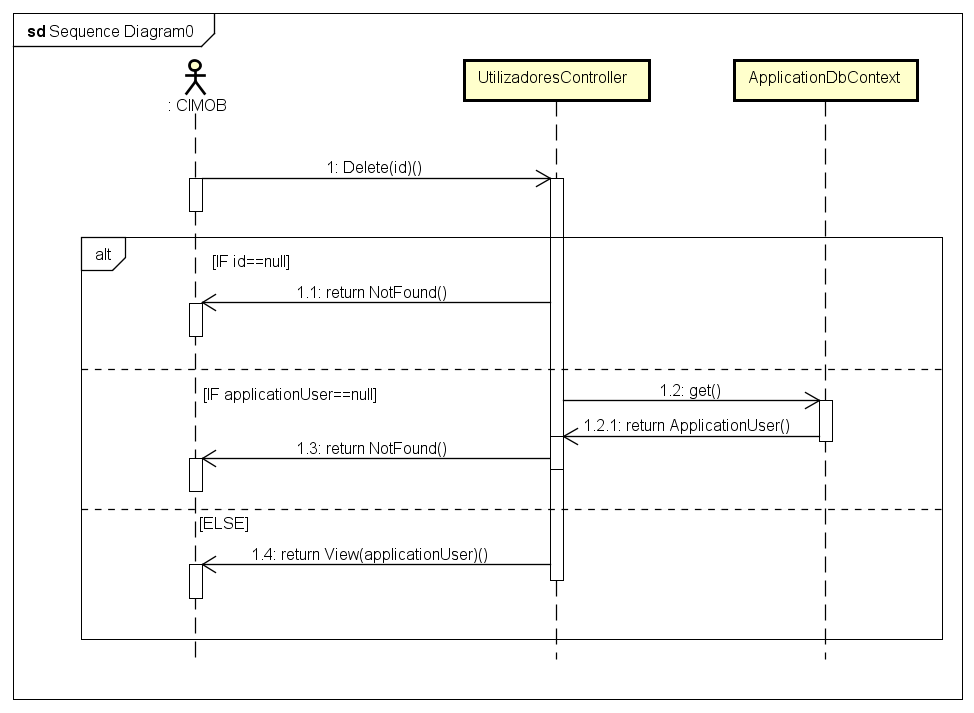 sd Sequence Diagram0
: CIMOB
UtilizadoresController
ApplicationDbContext
1: Delete(id)()
alt
[IF id==null]
1.1: return NotFound()
[IF applicationUser==null]
1.2: get()
1.2.1: return ApplicationUser()
1.3: return NotFound()
[ELSE]
1.4: return View(applicationUser)()